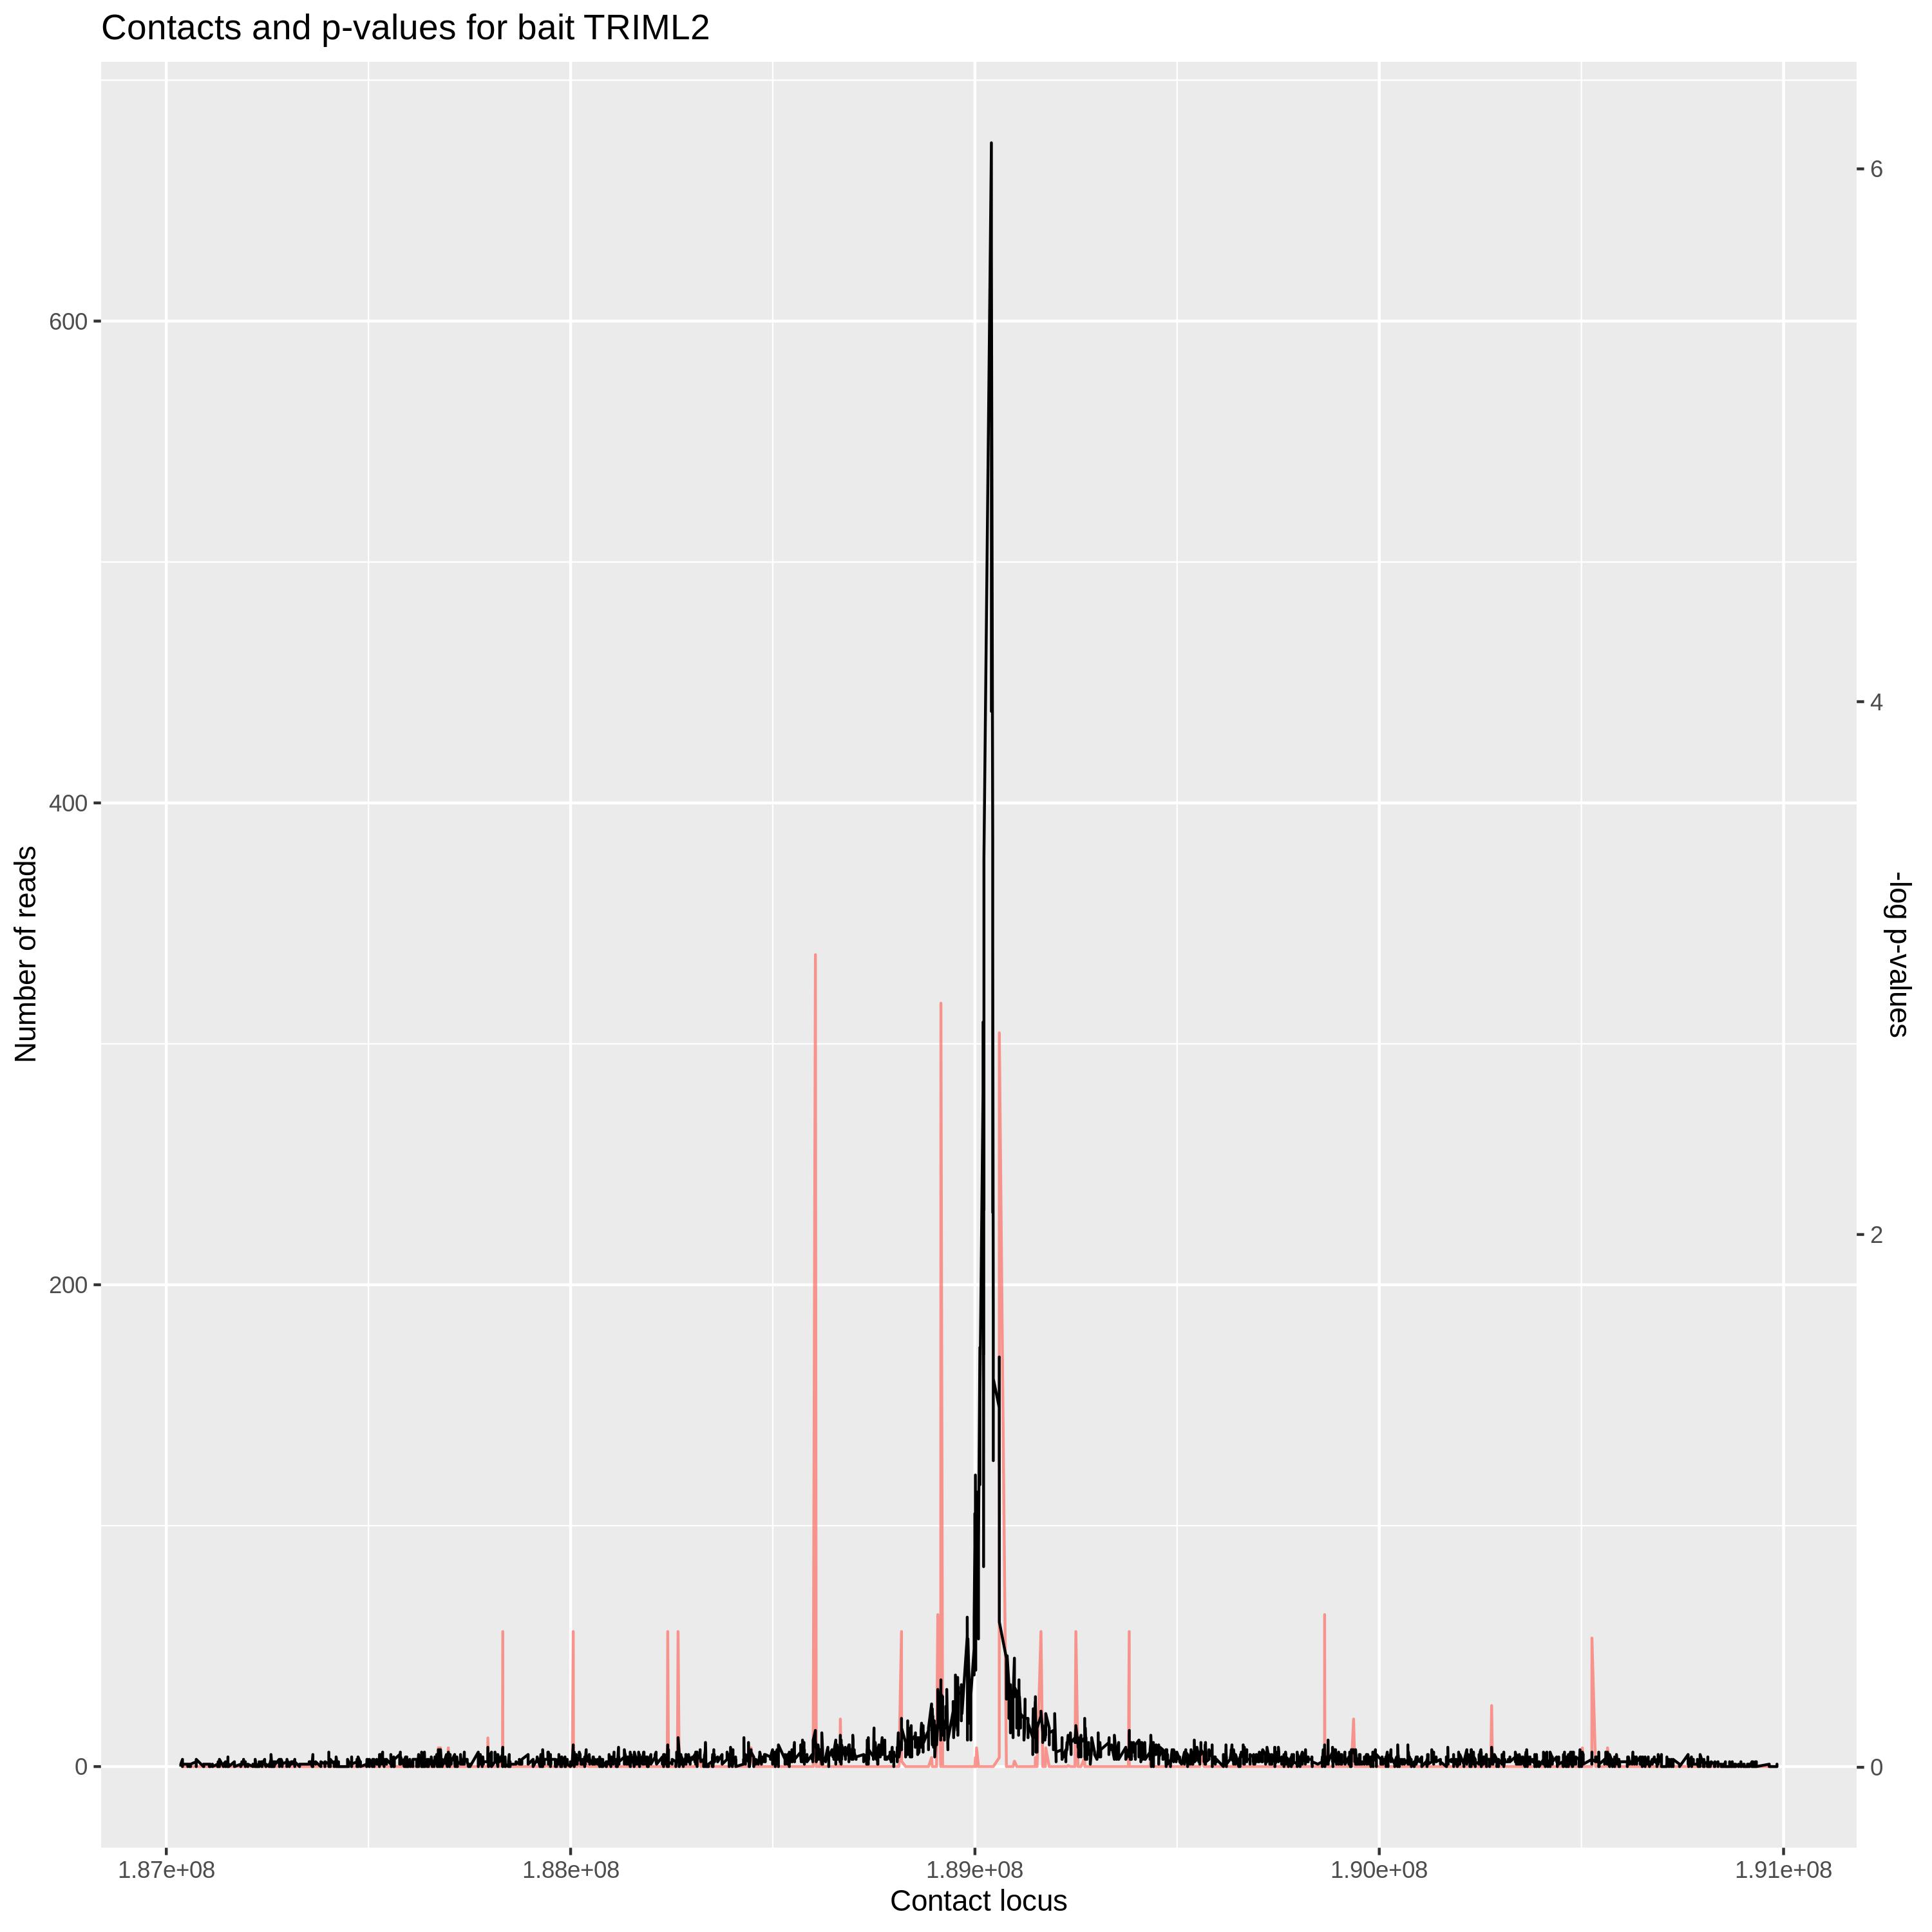 Contacts and p-values for bait TRIML2
600
400
200
0
Number of reads
6
4
2
0
-log p-values
1.87e+08 1.88e+08 1.89e+08 1.90e+08 1.91e+08
Contact locus